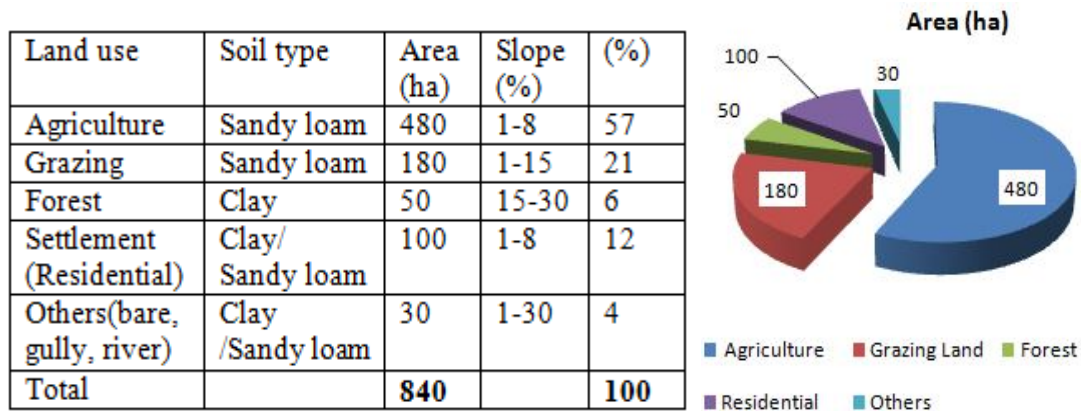 Land use Soil type Area (ha) Slope (%) (%)
Agriculture Sandy loam 480 1-8 57
Grazing Sandy loam 180 1-15 21
Forest Clay 50 15-30 6
Settlement (Residential) Clay/ Sandy loam 100 1-8 12
Others(bare, gully, river) Clay /Sandy loam 30 1-30 4
Total 840 100
Area (ha)
100
30
50
180
480
Agriculture Grazing Land Forest
Residential Others